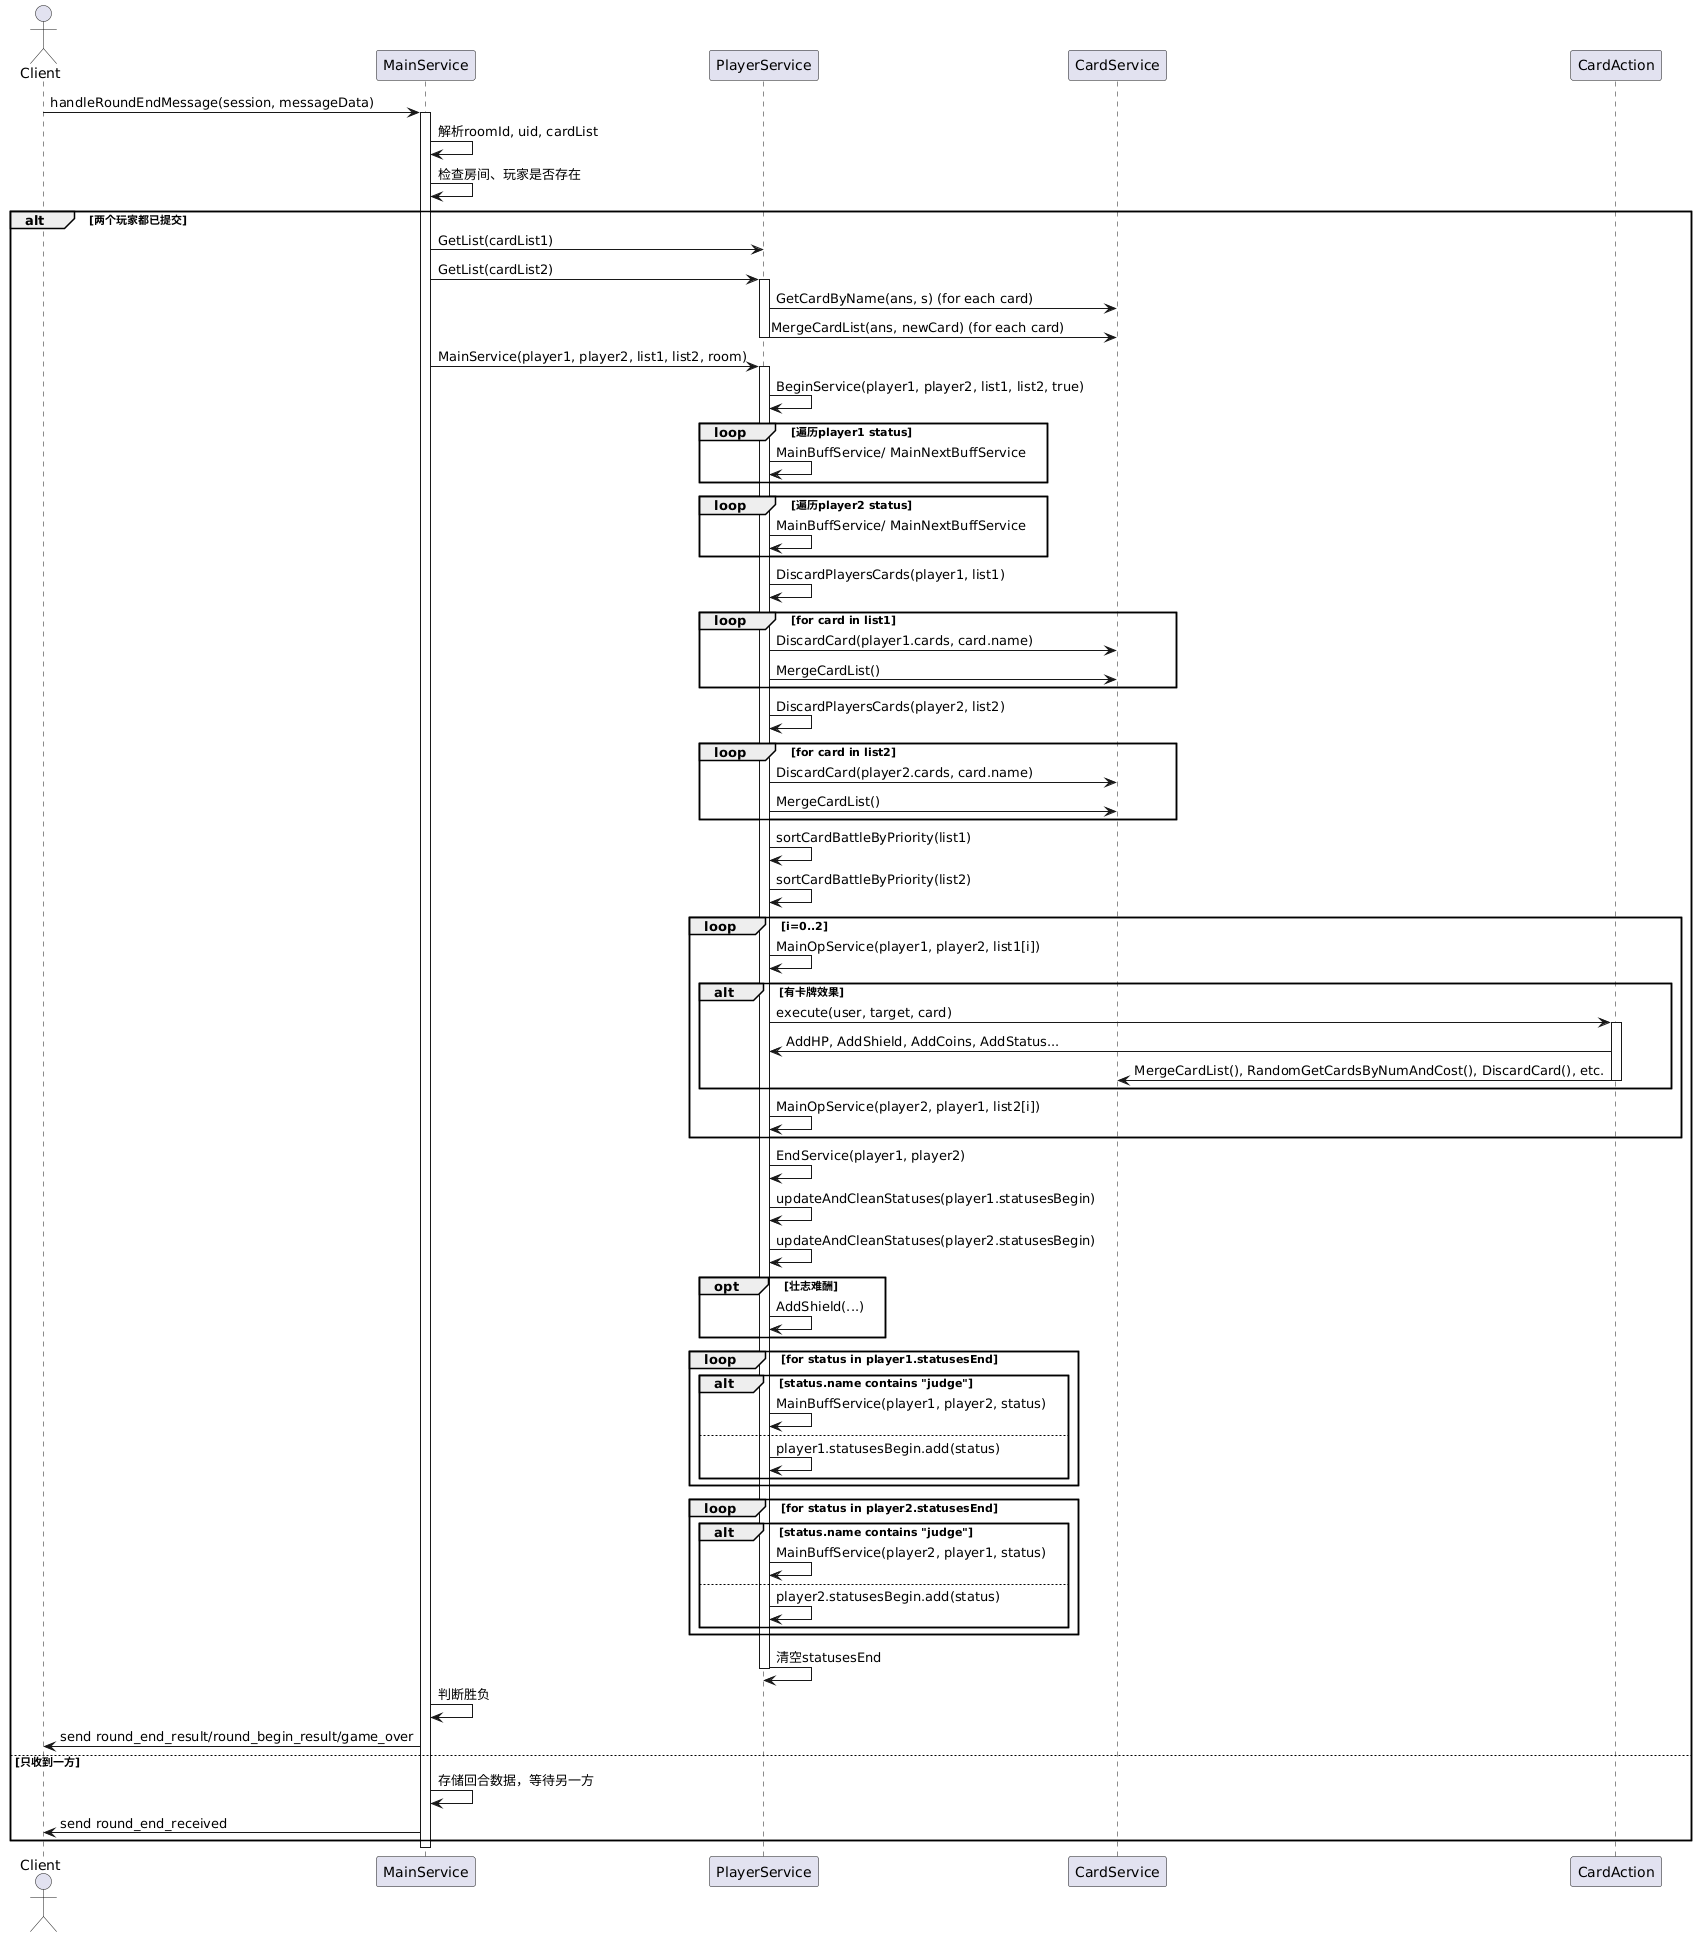 Client
MainService
PlayerService
CardService
CardAction
handleRoundEndMessage(session, messageData)
解析roomId, uid, cardList
检查房间、玩家是否存在
alt [两个玩家都已提交]
GetList(cardList1)
GetList(cardList2)
GetCardByName(ans, s) (for each card)
MergeCardList(ans, newCard) (for each card)
MainService(player1, player2, list1, list2, room)
BeginService(player1, player2, list1, list2, true)
loop [遍历player1 status]
MainBuffService/ MainNextBuffService
loop [遍历player2 status]
MainBuffService/ MainNextBuffService
DiscardPlayersCards(player1, list1)
loop [for card in list1]
DiscardCard(player1.cards, card.name)
MergeCardList()
DiscardPlayersCards(player2, list2)
loop [for card in list2]
DiscardCard(player2.cards, card.name)
MergeCardList()
sortCardBattleByPriority(list1)
sortCardBattleByPriority(list2)
loop [i=0..2]
MainOpService(player1, player2, list1[i])
alt [有卡牌效果]
execute(user, target, card)
AddHP, AddShield, AddCoins, AddStatus...
MergeCardList(), RandomGetCardsByNumAndCost(), DiscardCard(), etc.
MainOpService(player2, player1, list2[i])
EndService(player1, player2)
updateAndCleanStatuses(player1.statusesBegin)
updateAndCleanStatuses(player2.statusesBegin)
opt [壮志难酬]
AddShield(...)
loop [for status in player1.statusesEnd]
alt [status.name contains "judge"]
MainBuffService(player1, player2, status)
player1.statusesBegin.add(status)
loop [for status in player2.statusesEnd]
alt [status.name contains "judge"]
MainBuffService(player2, player1, status)
player2.statusesBegin.add(status)
清空statusesEnd
判断胜负
send round_end_result/round_begin_result/game_over
[只收到一方]
存储回合数据，等待另一方
send round_end_received
Client
MainService
PlayerService
CardService
CardAction